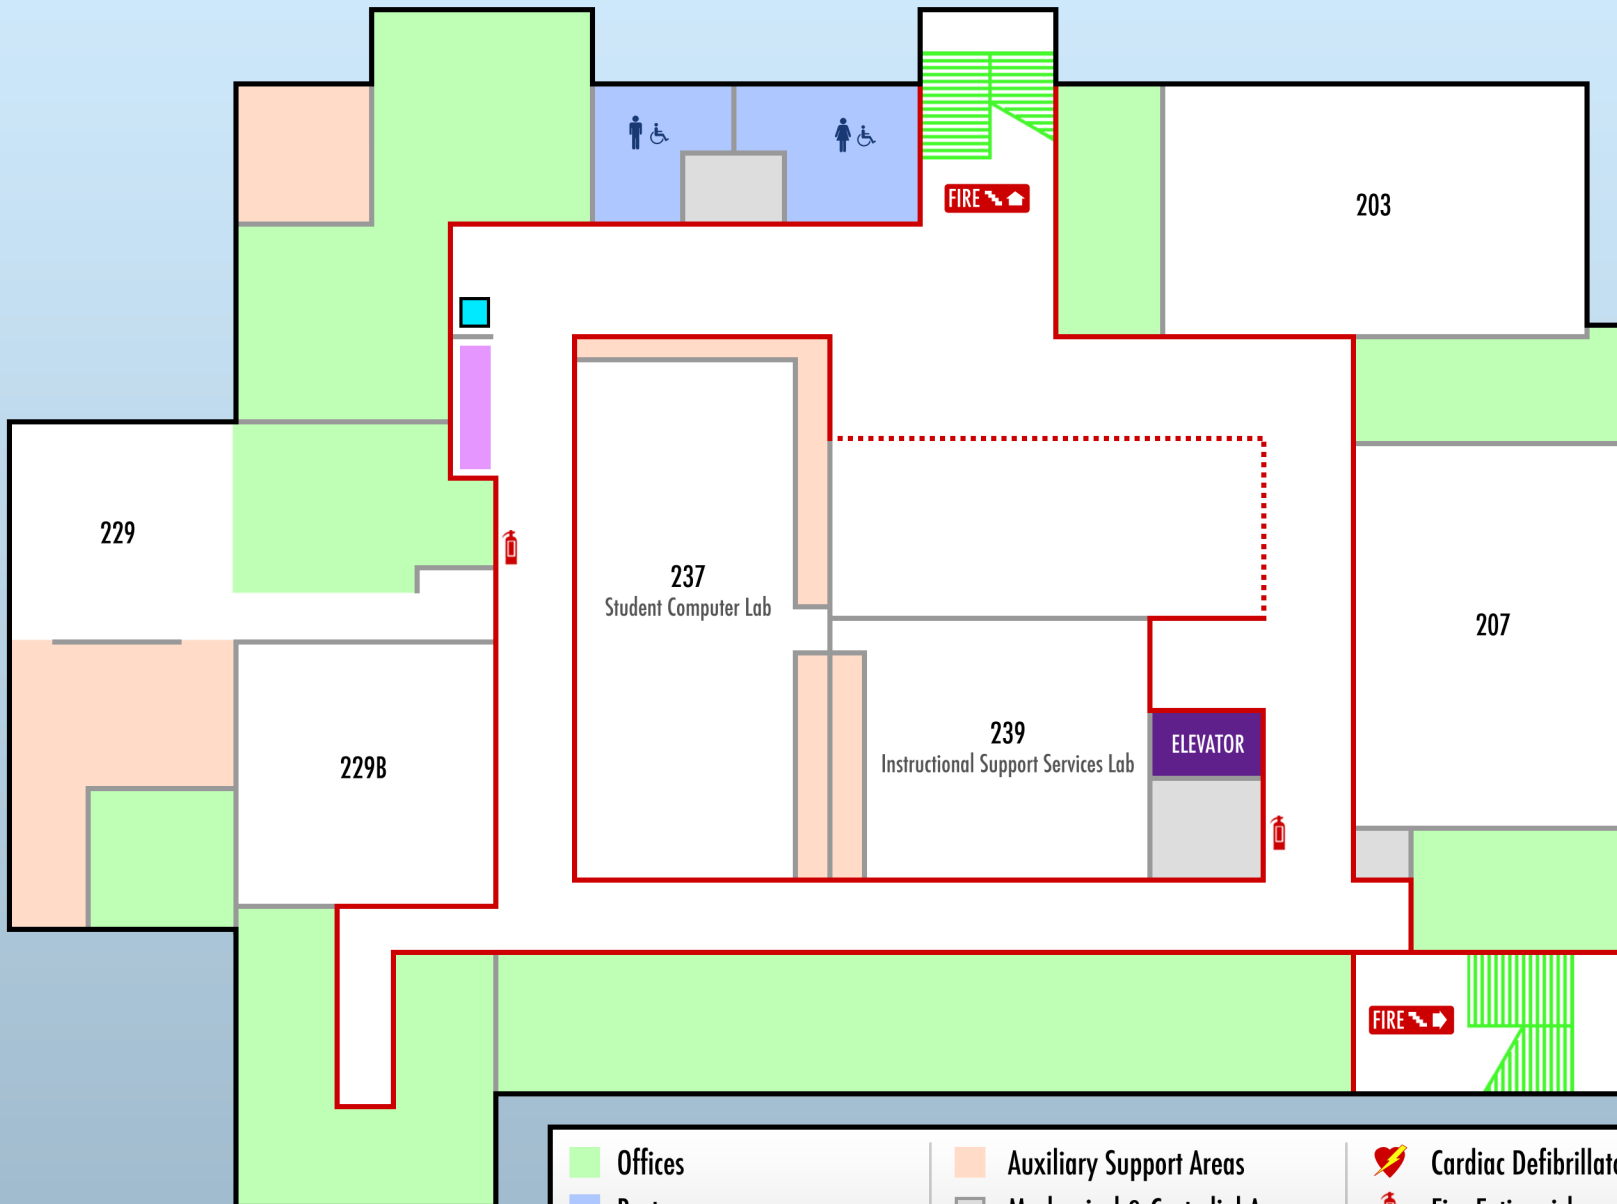 FIRE
203
229
237
Student Computer Lab
207
239
Instructional Support Services Lab
ELEVATOR
229B
FIRE
Offices
Auxiliary Support Areas
Cardiac